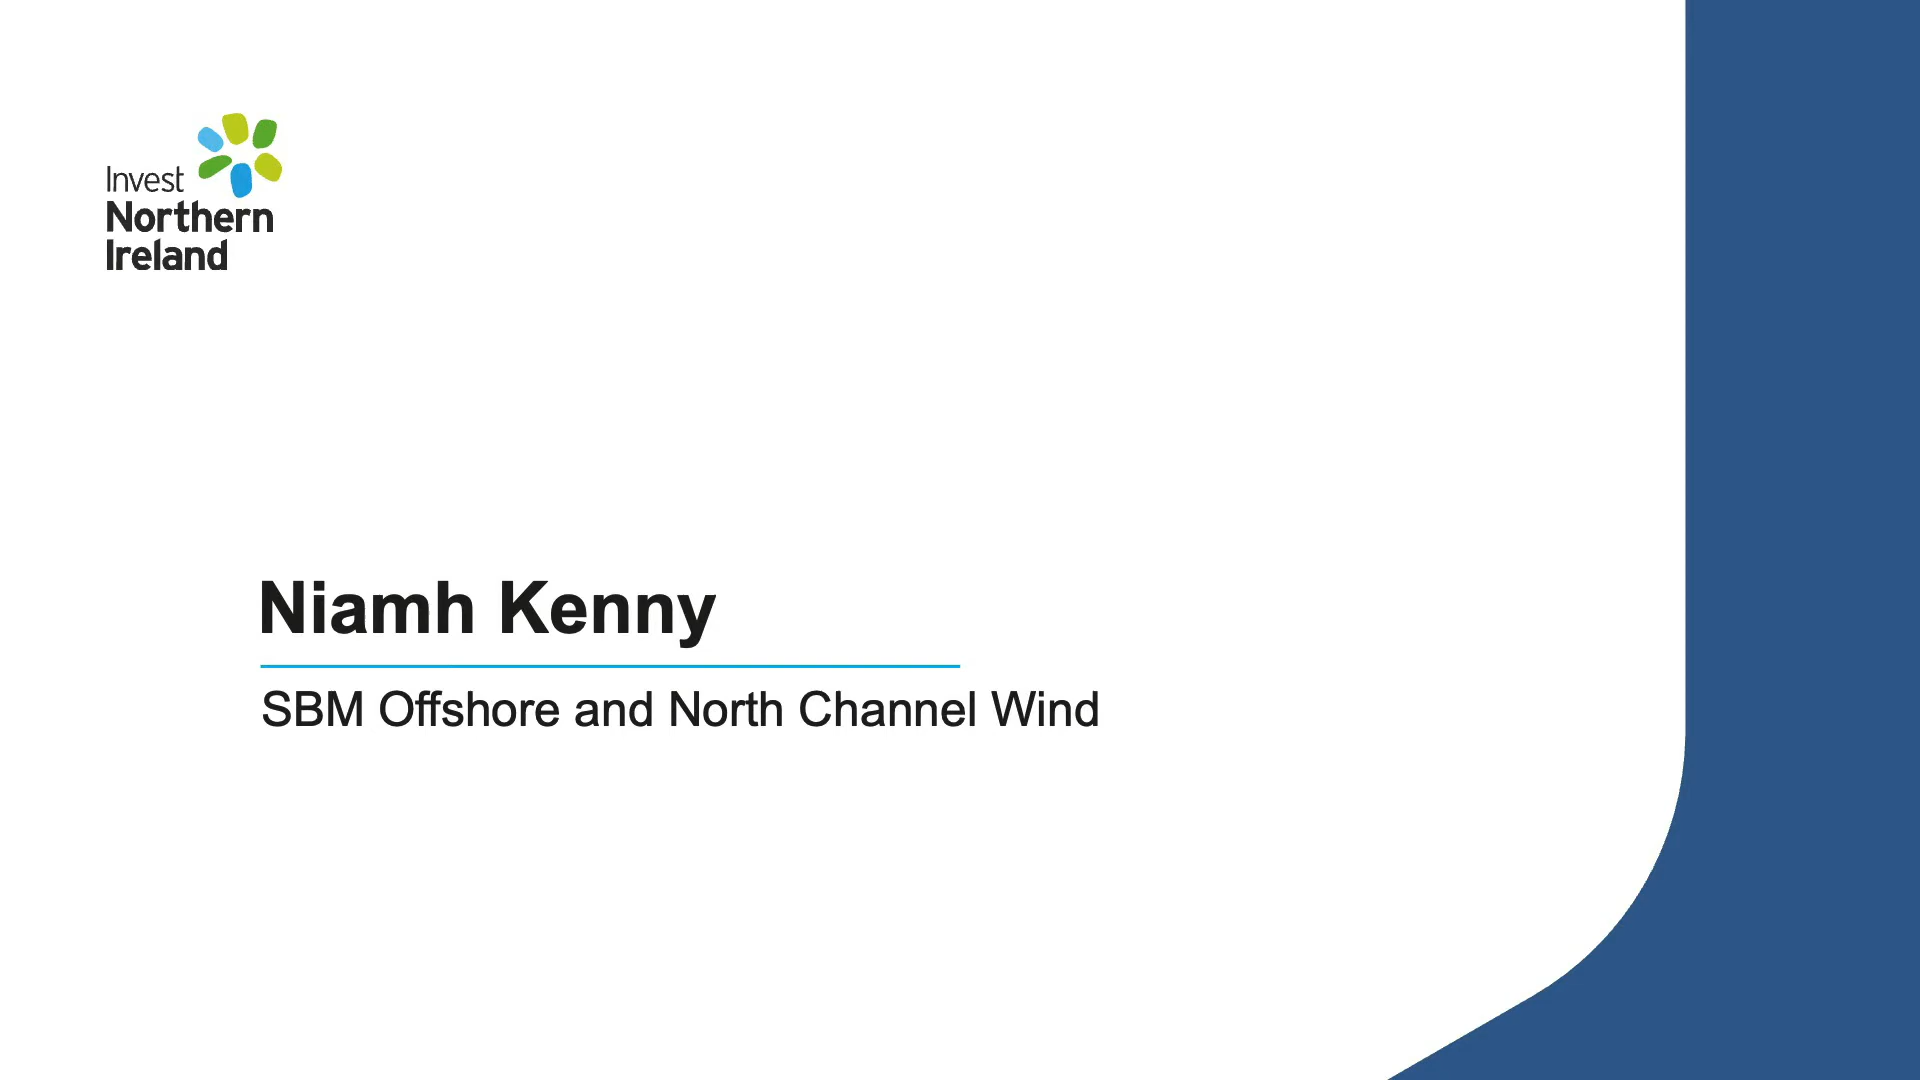 Invest
Northern
Ireland
Niamh Kenny
SBM Offshore and North Channel Wind